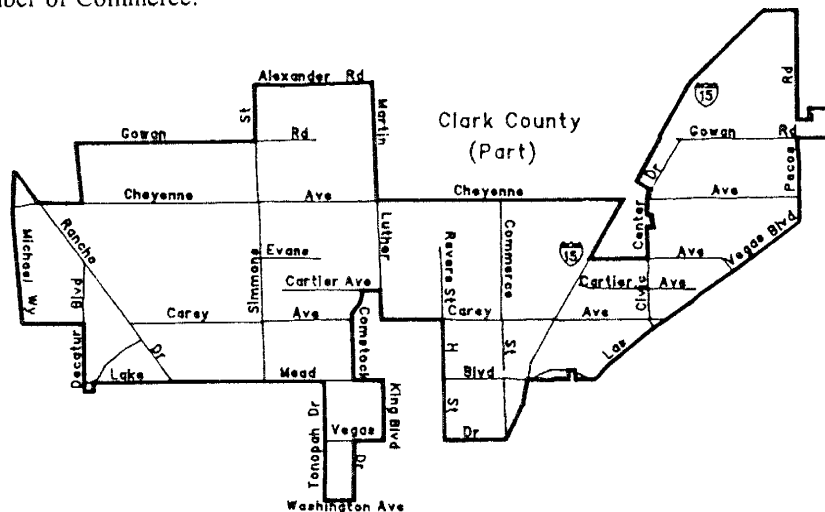 ber of Commerce.
Alexander Rd
St
Martin
15
Rd
Clark County
(Part)
Gowan Rd
Gowan Rd
Dr
Pecos
Cheyenne Ave
Cheyenne
Ave
Michael Wy
Rancho
Luther
Revere St
Commerce
Center
Vegas Blvd
Evans
15
Ave
Simmons
Cartier Ave
Cartier Ave
Decatur Blvd
Carey Ave
Comstock
Carey Ave
Civic
Las
Dr
H
St
Lake Mead
Blvd
King Blvd
St
Tonopah Dr
Vegas
Dr
Dr
Washington Ave